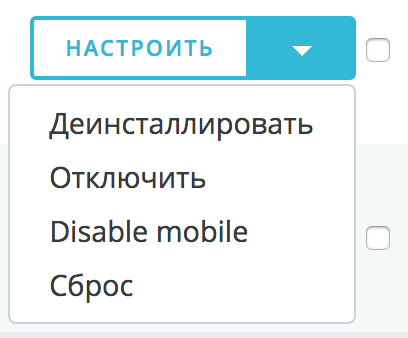 НАСТРОИТЬ
Деинсталлировать
Отключить
Disable mobile
Сброс